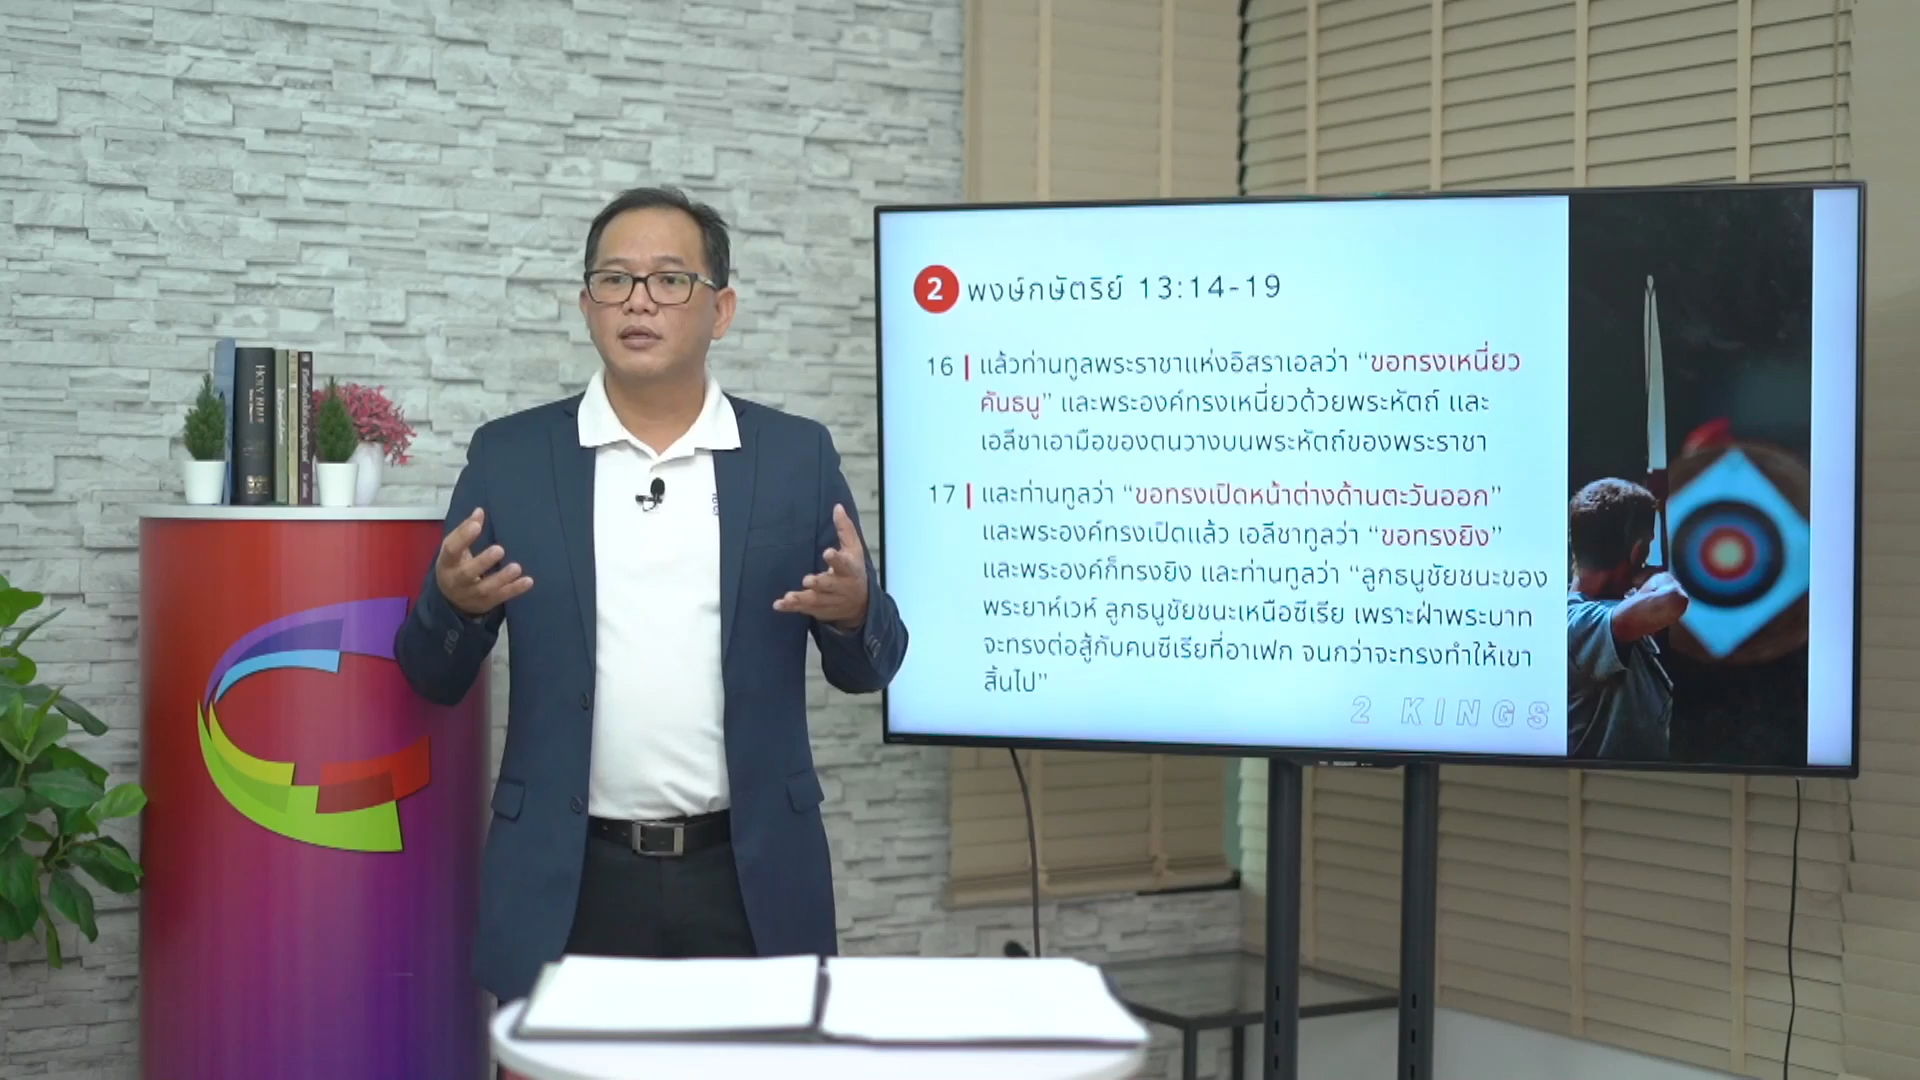 HOLY BIBLE
2 พงษ์กษัตริย์ 13:14-19
16 | แล้วท่านทูลพระราชาแห่งอิสราเอลว่า “ขอทรงเหนี่ยว
คันธนู” และพระองค์ทรงเหนี่ยวด้วยพระหัตถ์ และ
เอลีชาเอามือของตนวางบนพระหัตถ์ของพระราชา
17 | และท่านทูลว่า “ขอทรงเปิดหน้าต่างด้านตะวันออก”
และพระองค์ทรงเปิดแล้ว เอลีชาทูลว่า “ขอทรงยิง”
และพระองค์ก็ทรงยิง และท่านทูลว่า “ลูกธนูชัยชนะของ
พระยาห์เวห์ ลูกธนูชัยชนะเหนือซีเรีย เพราะฝ่าพระบาท
จะทรงต่อสู้กับคนซีเรียที่อาเฟก จนกว่าจะทรงทำให้เขา
สิ้นไป”
2 KINGS